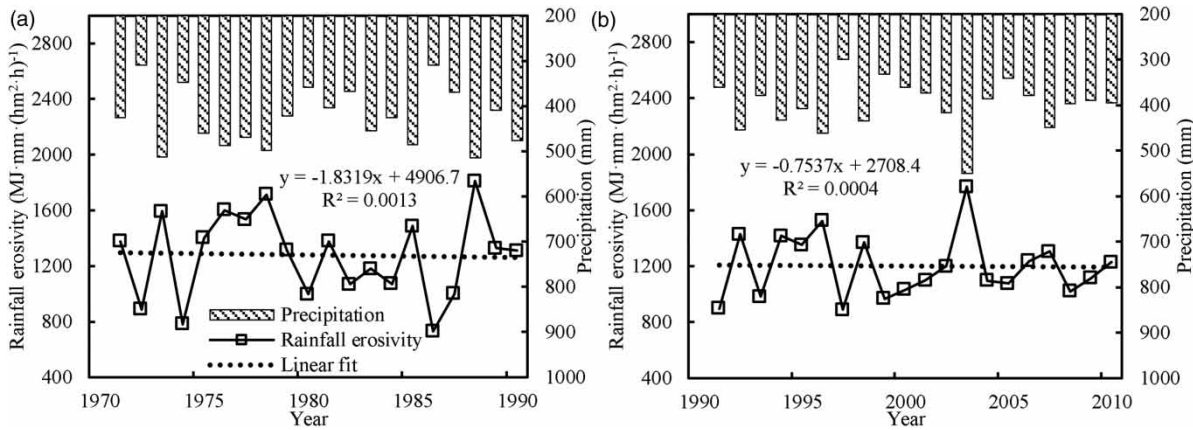 (a)
2800
2400
2000
1600
1200
800
400
Rainfall erosivity (MJ·mm·(hm²·h)⁻¹)
y = -1.8319x + 4906.7
R² = 0.0013
Precipitation
Rainfall erosivity
Linear fit
200
300
400
500
600
700
800
900
1000
Precipitation (mm)
1970
1975
1980
1985
1990
Year
(b)
2800
2400
2000
1600
1200
800
400
Rainfall erosivity (MJ·mm·(hm²·h)⁻¹)
y = -0.7537x + 2708.4
R² = 0.0004
200
300
400
500
600
700
800
900
1000
Precipitation (mm)
1990
1995
2000
2005
2010
Year